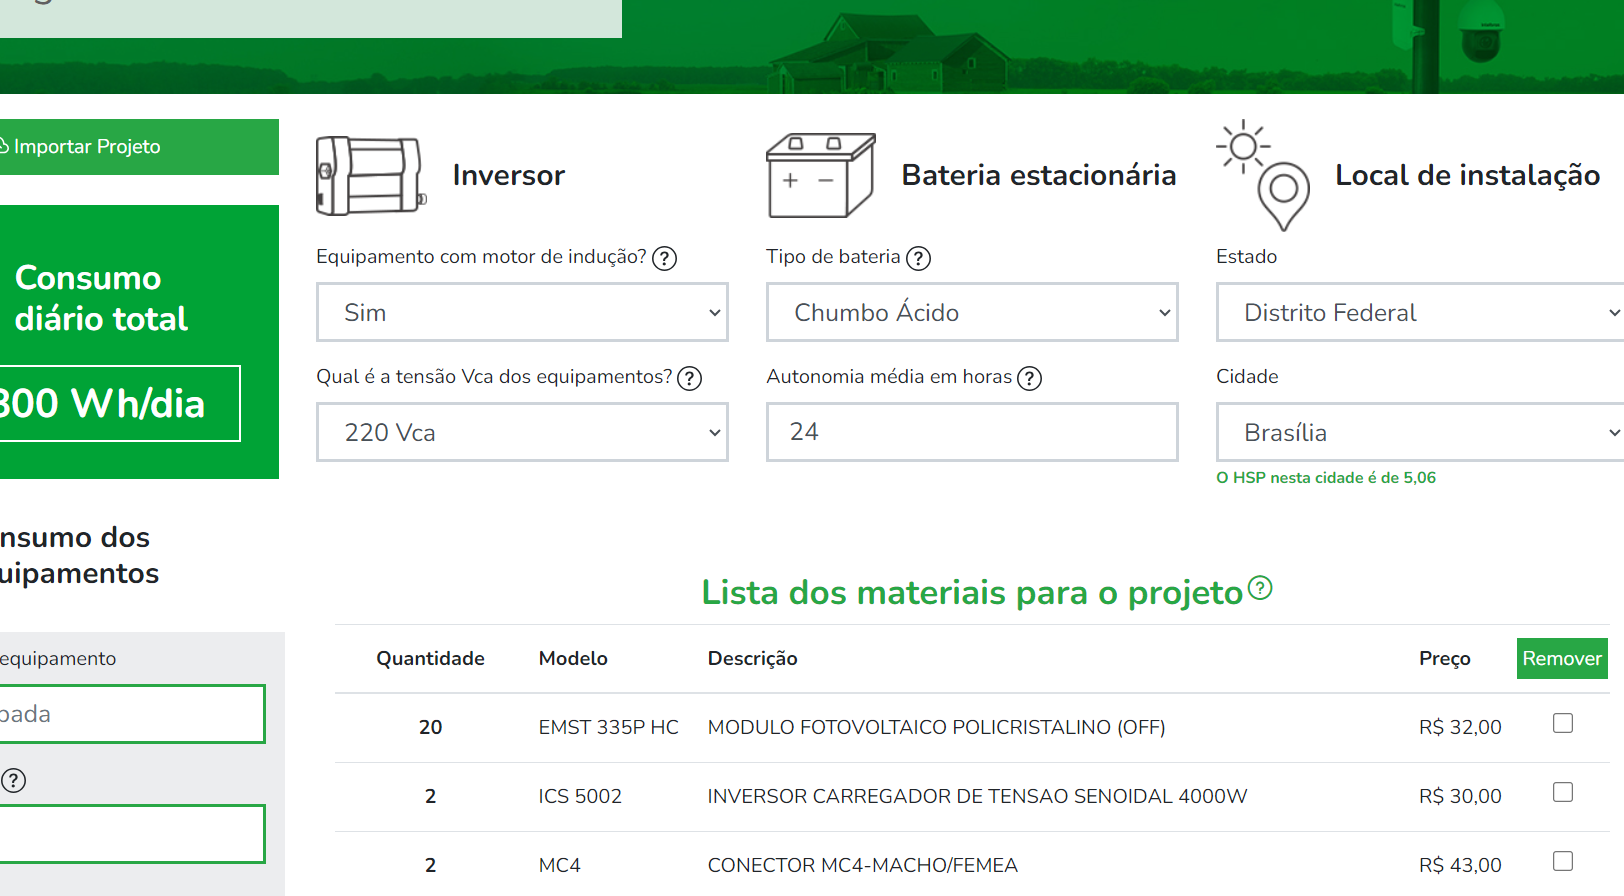 Importar Projeto
Consumo
diário total
300 Wh/dia
Inversor
Equipamento com motor de indução? ?
Sim
Qual é a tensão Vca dos equipamentos? ?
220 Vca
Bateria estacionária
Tipo de bateria ?
Chumbo Ácido
Autonomia média em horas ?
24
Local de instalação
Estado
Distrito Federal
Cidade
Brasília
O HSP nesta cidade é de 5,06
nsumo dos
uipamentos
equipamento
pada
?
Lista dos materiais para o projeto ?
Quantidade Modelo Descrição Preço Remover
20 EMST 335P HC MODULO FOTOVOLTAICO POLICRISTALINO (OFF) R$ 32,00
2 ICS 5002 INVERSOR CARREGADOR DE TENSAO SENOIDAL 4000W R$ 30,00
2 MC4 CONECTOR MC4-MACHO/FEMEA R$ 43,00